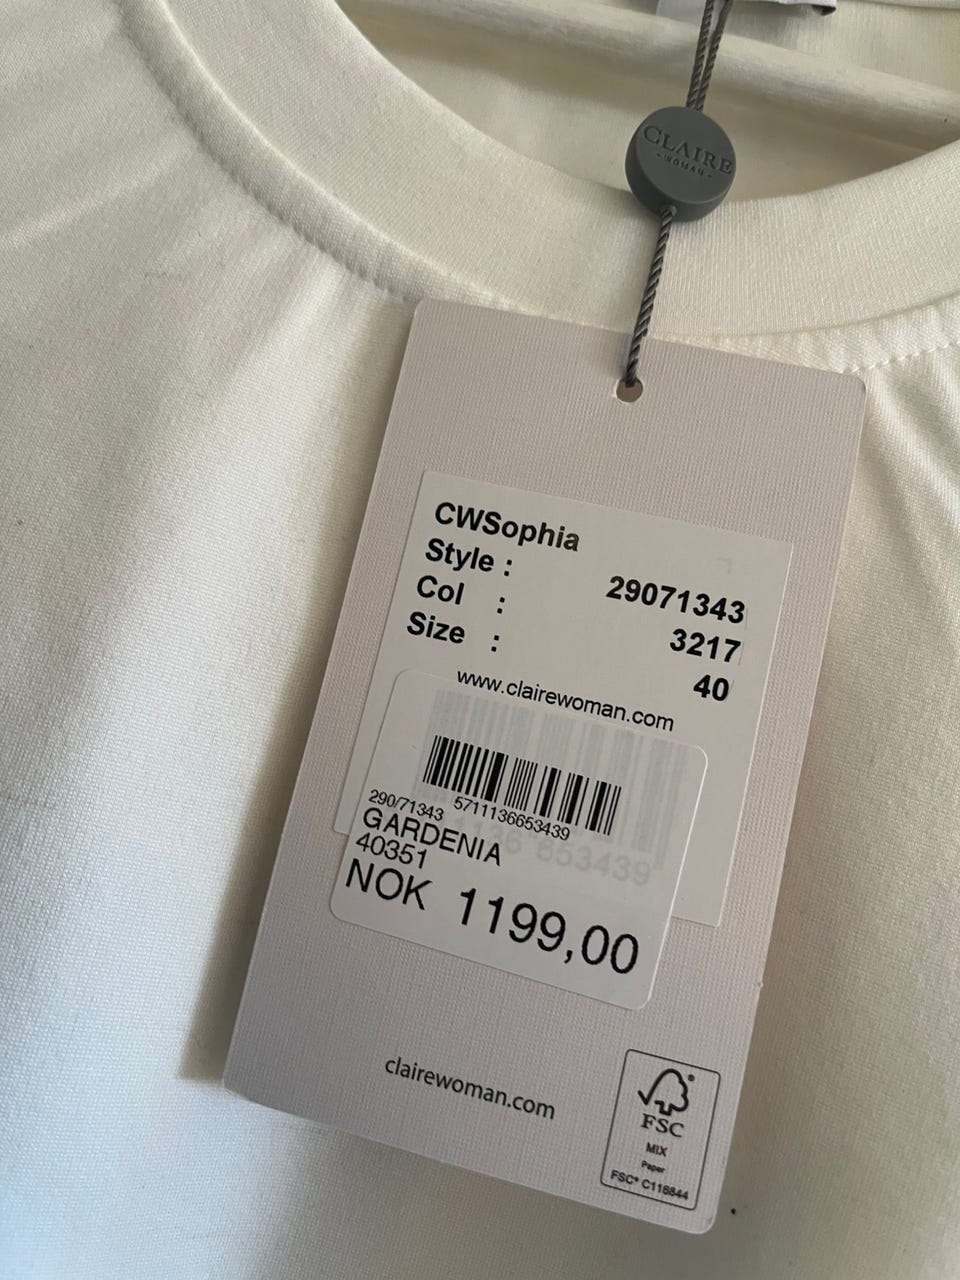 CLAIRE
-WOMAN-
CWSophia
Style : 29071343
Col : 3217
Size : 40
www.clairewoman.com
290/71343 5711136653439
GARDENIA
40351
NOK 1199,00
clairewoman.com
FSC®
MIX
Paper
FSC® C118844